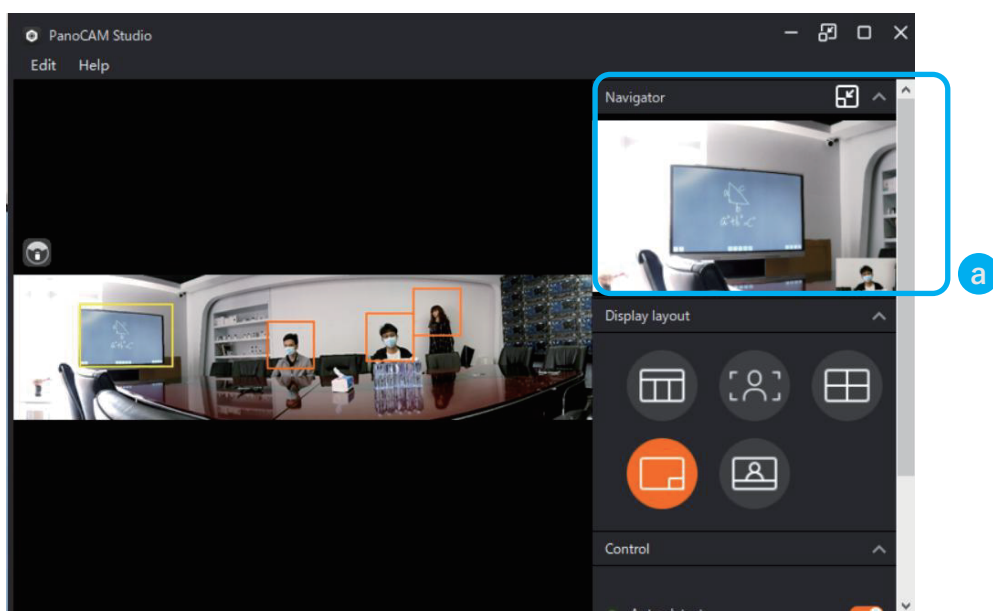 PanoCAM Studio
Edit Help
Navigator
a
Display layout
Control